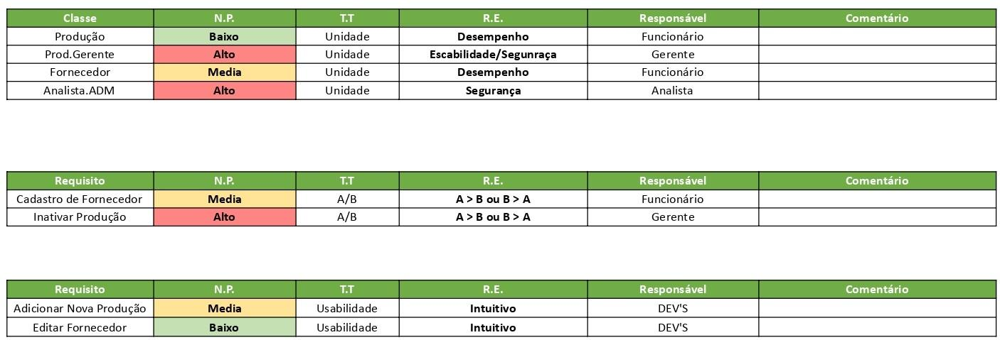 Classe N.P. T.T R.E. Responsável Comentário
Produção Baixo Unidade Desempenho Funcionário
Prod.Gerente Alto Unidade Escabilidade/Segunraça Gerente
Fornecedor Media Unidade Desempenho Funcionário
Analista.ADM Alto Unidade Segurança Analista
Requisito N.P. T.T R.E. Responsável Comentário
Cadastro de Fornecedor Media A/B A > B ou B > A Funcionário
Inativar Produção Alto A/B A > B ou B > A Gerente
Requisito N.P. T.T R.E. Responsável Comentário
Adicionar Nova Produção Media Usabilidade Intuitivo DEV'S
Editar Fornecedor Baixo Usabilidade Intuitivo DEV'S